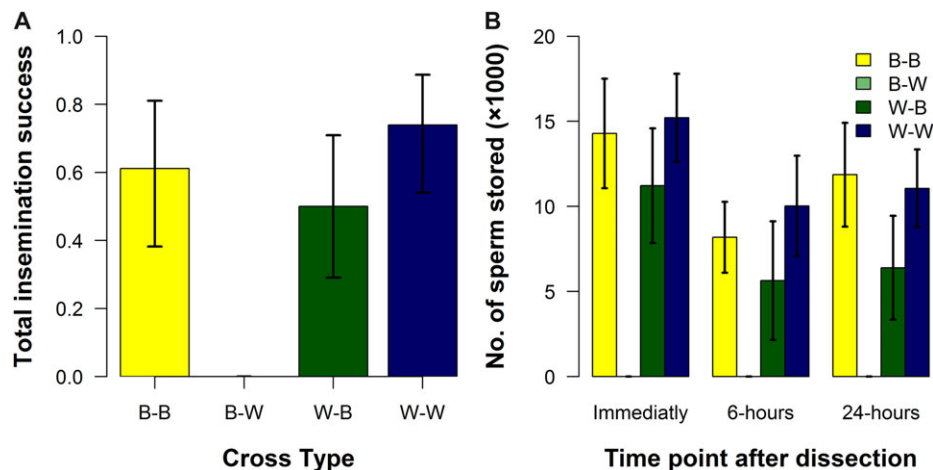 A
Total insemination success
1.0
0.8
0.6
0.4
0.2
0.0
B-B B-W W-B W-W
Cross Type
B
No. of sperm stored (×1000)
20
15
10
5
0
B-B
B-W
W-B
W-W
Immediatly 6-hours 24-hours
Time point after dissection